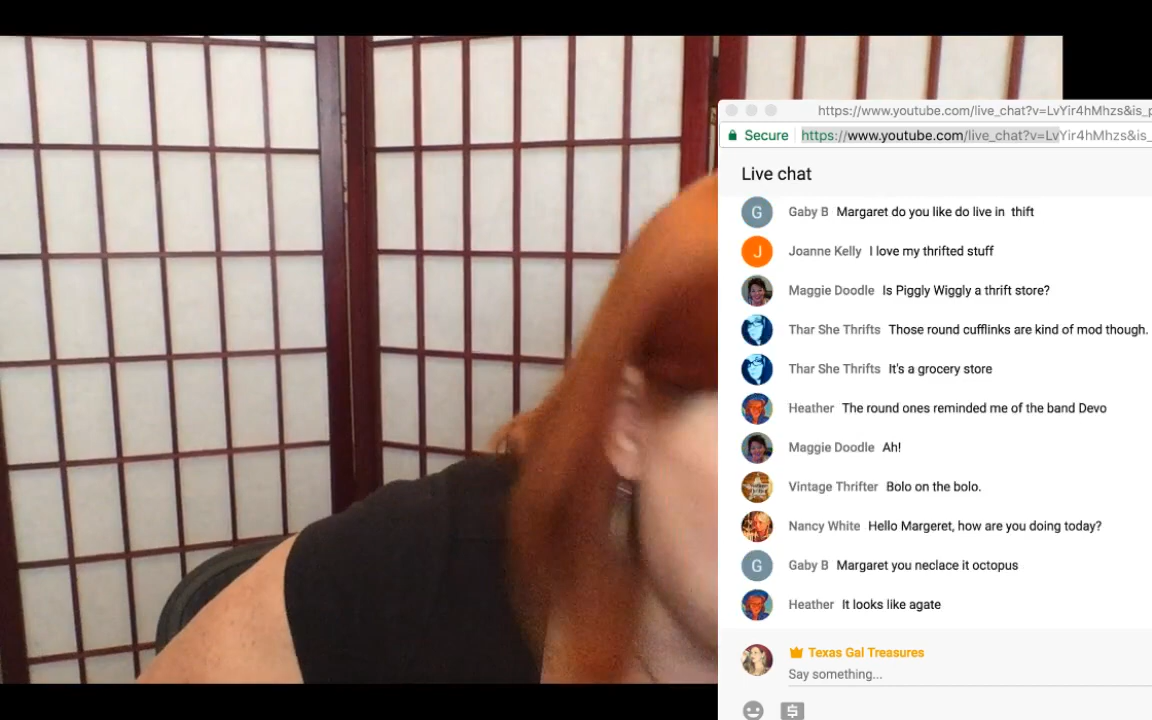 https://www.youtube.com/live_chat?v=LvYir4hMhzs&is_p
Secure https://www.youtube.com/live_chat?v=LvYir4hMhzs&is_
Live chat
G Gaby B Margaret do you like do live in thift
J Joanne Kelly I love my thrifted stuff
Maggie Doodle Is Piggly Wiggly a thrift store?
Thar She Thrifts Those round cufflinks are kind of mod though.
Thar She Thrifts It's a grocery store
Heather The round ones reminded me of the band Devo
Maggie Doodle Ah!
Vintage Thrifter Bolo on the bolo.
Nancy White Hello Margeret, how are you doing today?
G Gaby B Margaret you neclace it octopus
Heather It looks like agate
Texas Gal Treasures
Say something...
$